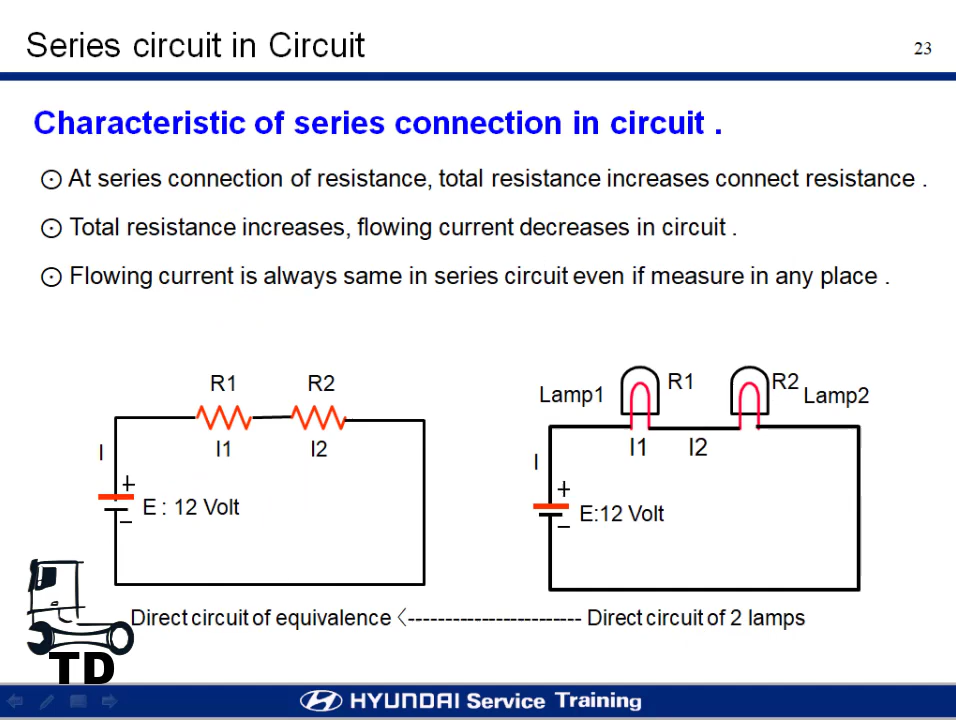 Series circuit in Circuit
23
Characteristic of series connection in circuit .
⊙ At series connection of resistance, total resistance increases connect resistance .
⊙ Total resistance increases, flowing current decreases in circuit .
⊙ Flowing current is always same in series circuit even if measure in any place .
R1 R2
I1 I2
I
+
E : 12 Volt
−
Lamp1 R1 R2 Lamp2
I1 I2
I
+
E:12 Volt
−
Direct circuit of equivalence 〈------------------------- Direct circuit of 2 lamps
TD
HYUNDAI Service Training